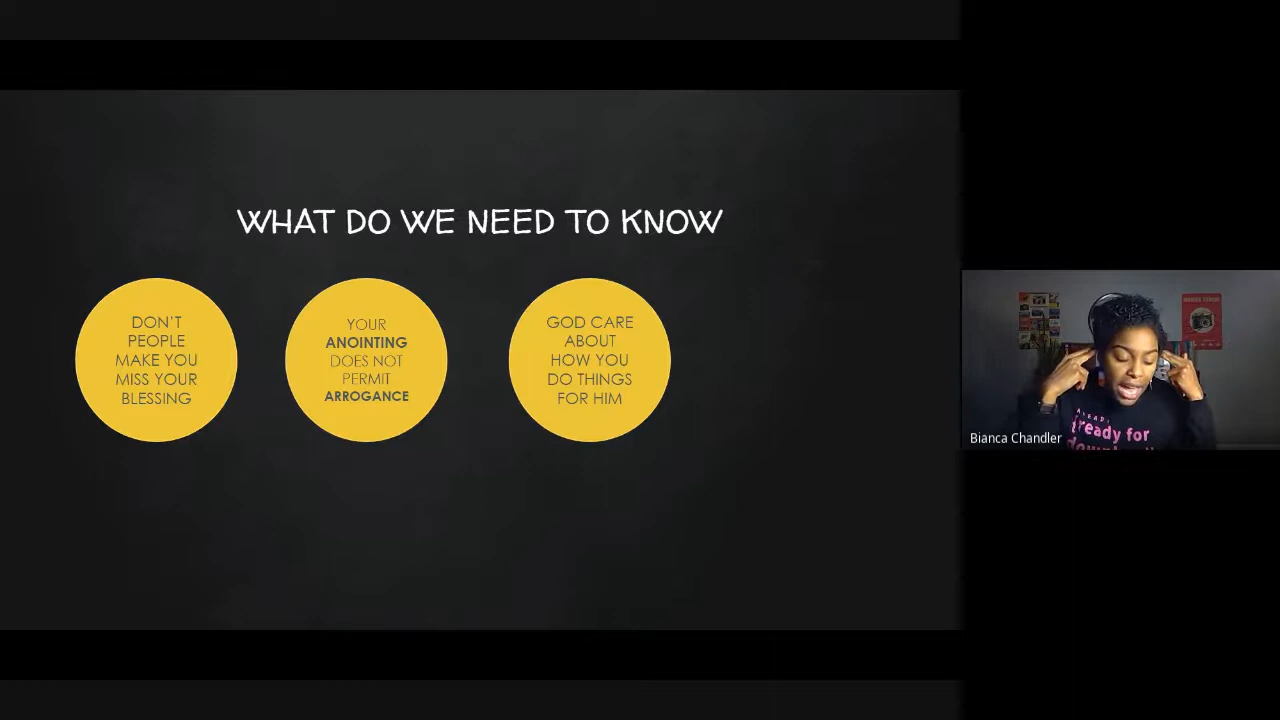 WHAT DO WE NEED TO KNOW
DON'T
PEOPLE
MAKE YOU
MISS YOUR
BLESSING
YOUR
ANOINTING
DOES NOT
PERMIT
ARROGANCE
GOD CARE
ABOUT
HOW YOU
DO THINGS
FOR HIM
ready for
Bianca Chandler